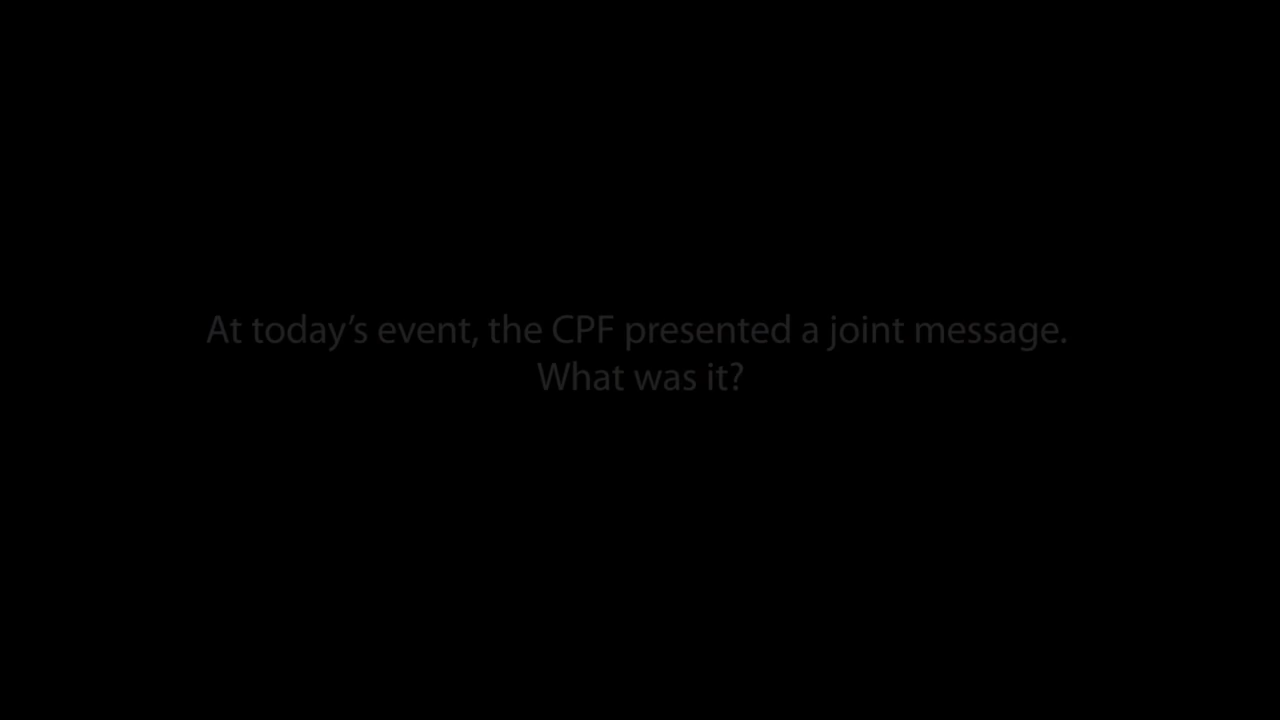 At today’s event, the CPF presented a joint message.
What was it?